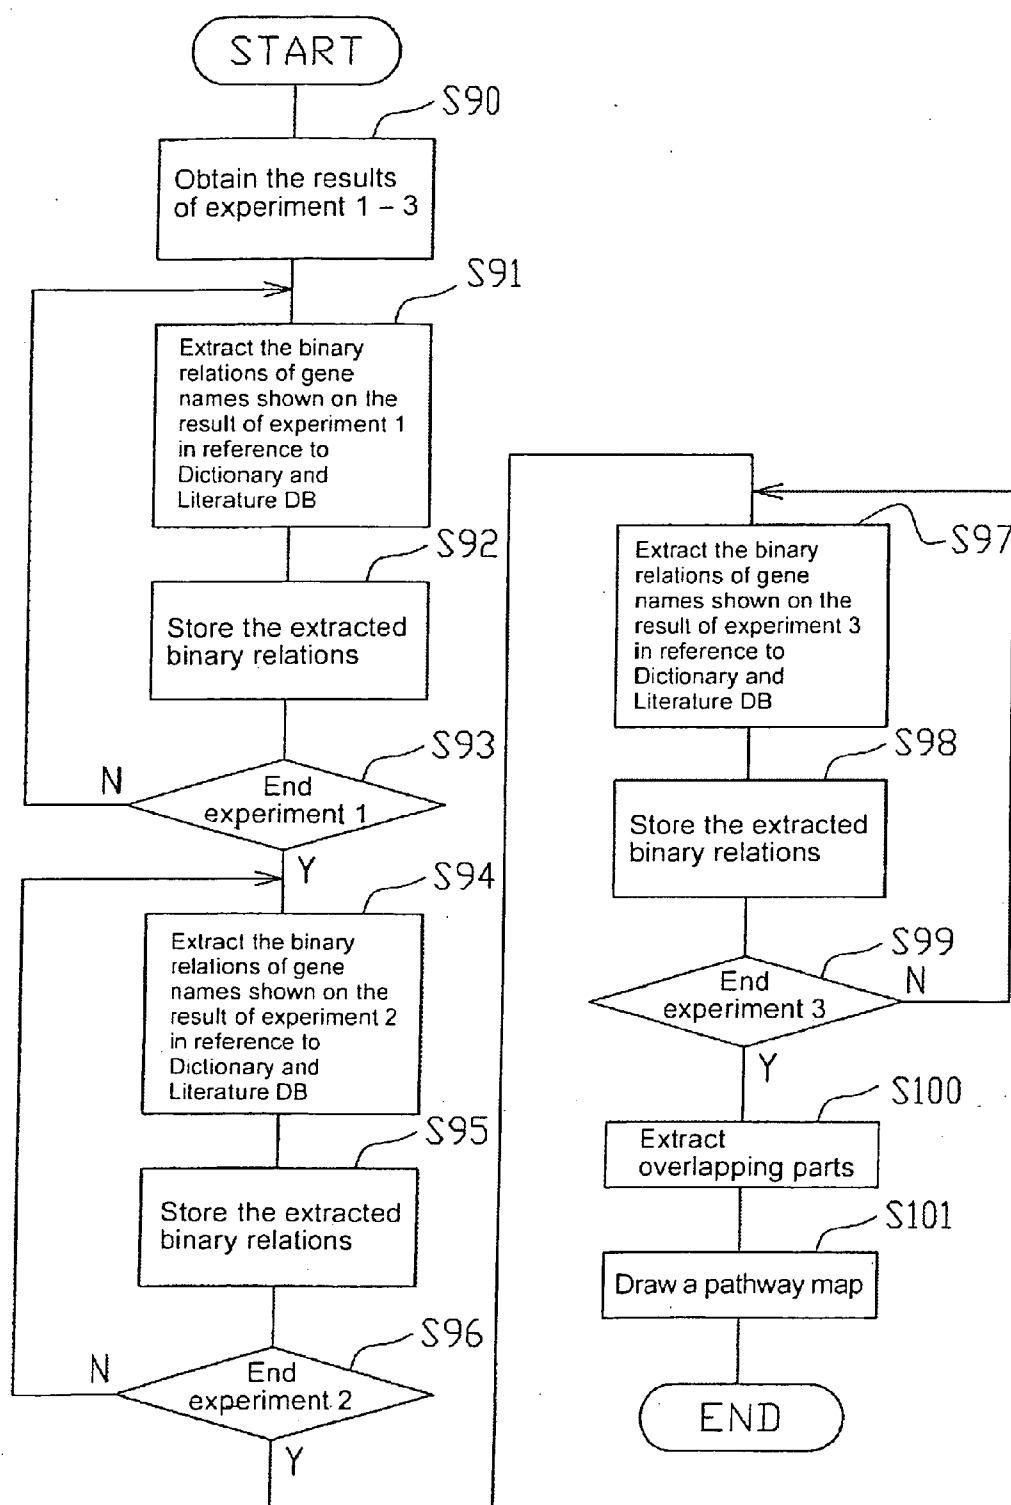 START
S90
Obtain the results
of experiment 1 – 3
S91
Extract the binary
relations of gene
names shown on the
result of experiment 1
in reference to
Dictionary and
Literature DB
S92
Store the extracted
binary relations
S93
N
End
experiment 1
Y
S94
Extract the binary
relations of gene
names shown on the
result of experiment 2
in reference to
Dictionary and
Literature DB
S95
Store the extracted
binary relations
S96
N
End
experiment 2
Y
S97
Extract the binary
relations of gene
names shown on the
result of experiment 3
in reference to
Dictionary and
Literature DB
S98
Store the extracted
binary relations
S99
End
experiment 3
N
Y
S100
Extract
overlapping parts
S101
Draw a pathway map
END